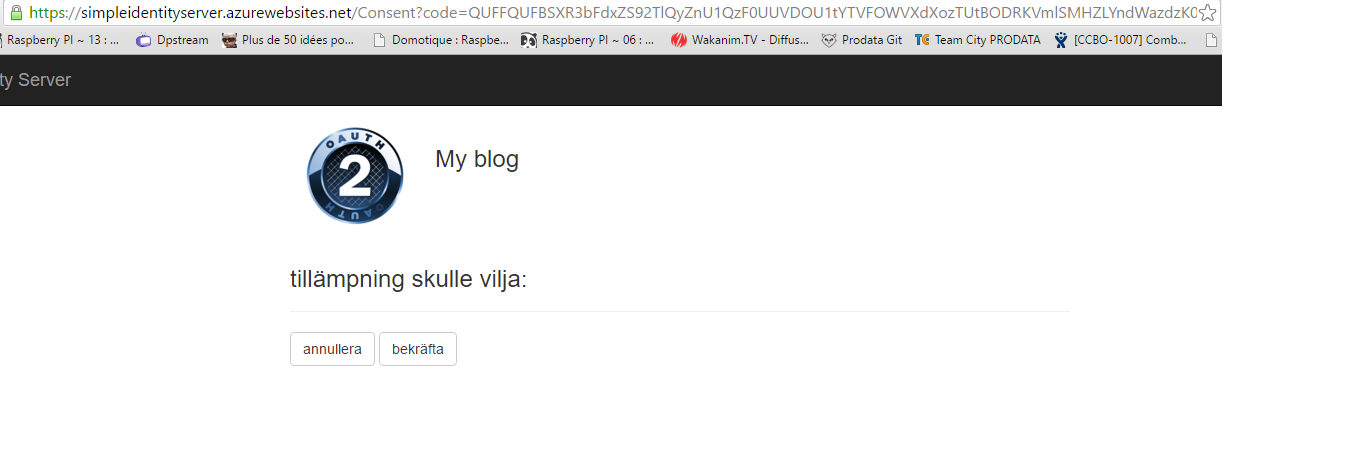 https://simpleidentityserver.azurewebsites.net/Consent?code=QUFFQUFBSXR3bFdxZS92TlQyZnU1QzF0UUVDOU1tYTVFOWVXdXozTUtBODRKVmlSMHZLYndWazdzK0
Raspberry PI ~ 13 : ... Dpstream Plus de 50 idées po... Domotique : Raspbe... Raspberry PI ~ 06 : ... Wakanim.TV - Diffus... Prodata Git TC Team City PRODATA [CCBO-1007] Comb...
ty Server
OAUTH
2
OAUTH
My blog
tillämpning skulle vilja:
annullera bekräfta